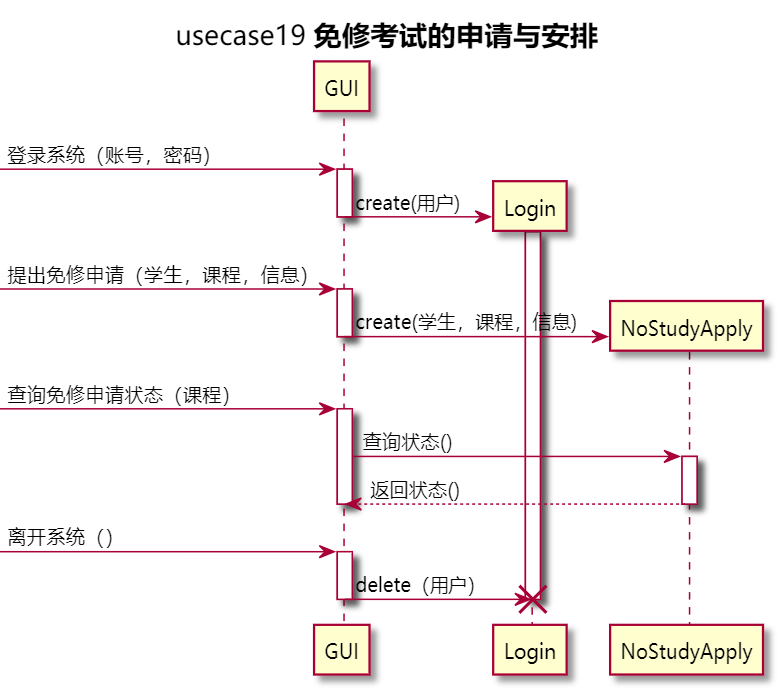 usecase19 免修考试的申请与安排
GUI
登录系统（账号，密码）
create(用户)
Login
提出免修申请（学生，课程，信息）
create(学生，课程，信息)
NoStudyApply
查询免修申请状态（课程）
查询状态()
返回状态()
离开系统（）
delete（用户）
GUI
Login
NoStudyApply